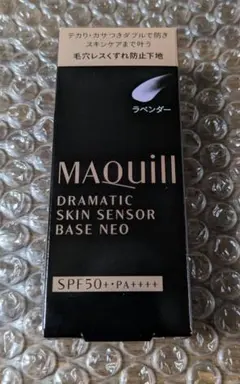 テカリ・カサつきダブルで防ぎ
スキンケアまで叶う
毛穴レスくずれ防止下地
ラベンダー
MAQuill
DRAMATIC
SKIN SENSOR
BASE NEO
SPF50+・PA++++